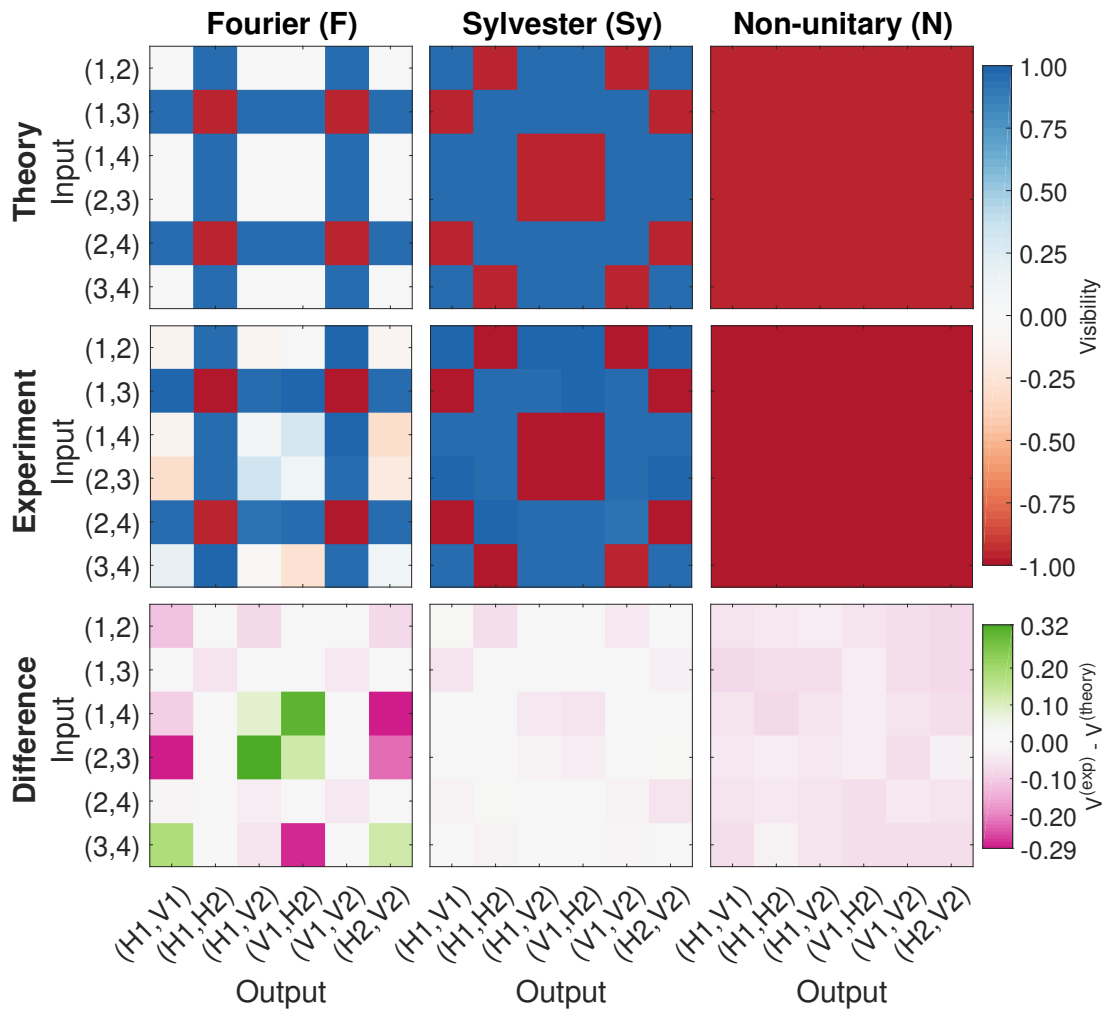 Fourier (F) Sylvester (Sy) Non-unitary (N)
Theory
Input
(1,2)
(1,3)
(1,4)
(2,3)
(2,4)
(3,4)
1.00
0.75
0.50
0.25
0.00
-0.25
-0.50
-0.75
-1.00
Visibility
Experiment
Input
(1,2)
(1,3)
(1,4)
(2,3)
(2,4)
(3,4)
Difference
Input
(1,2)
(1,3)
(1,4)
(2,3)
(2,4)
(3,4)
0.32
0.20
0.10
0.00
-0.10
-0.20
-0.29
V(exp) - V(theory)
(H1,V1) (H1,H2) (H1,V2) (V1,H2) (V1,V2) (H2,V2)
(H1,V1) (H1,H2) (H1,V2) (V1,H2) (V1,V2) (H2,V2)
(H1,V1) (H1,H2) (H1,V2) (V1,H2) (V1,V2) (H2,V2)
Output Output Output